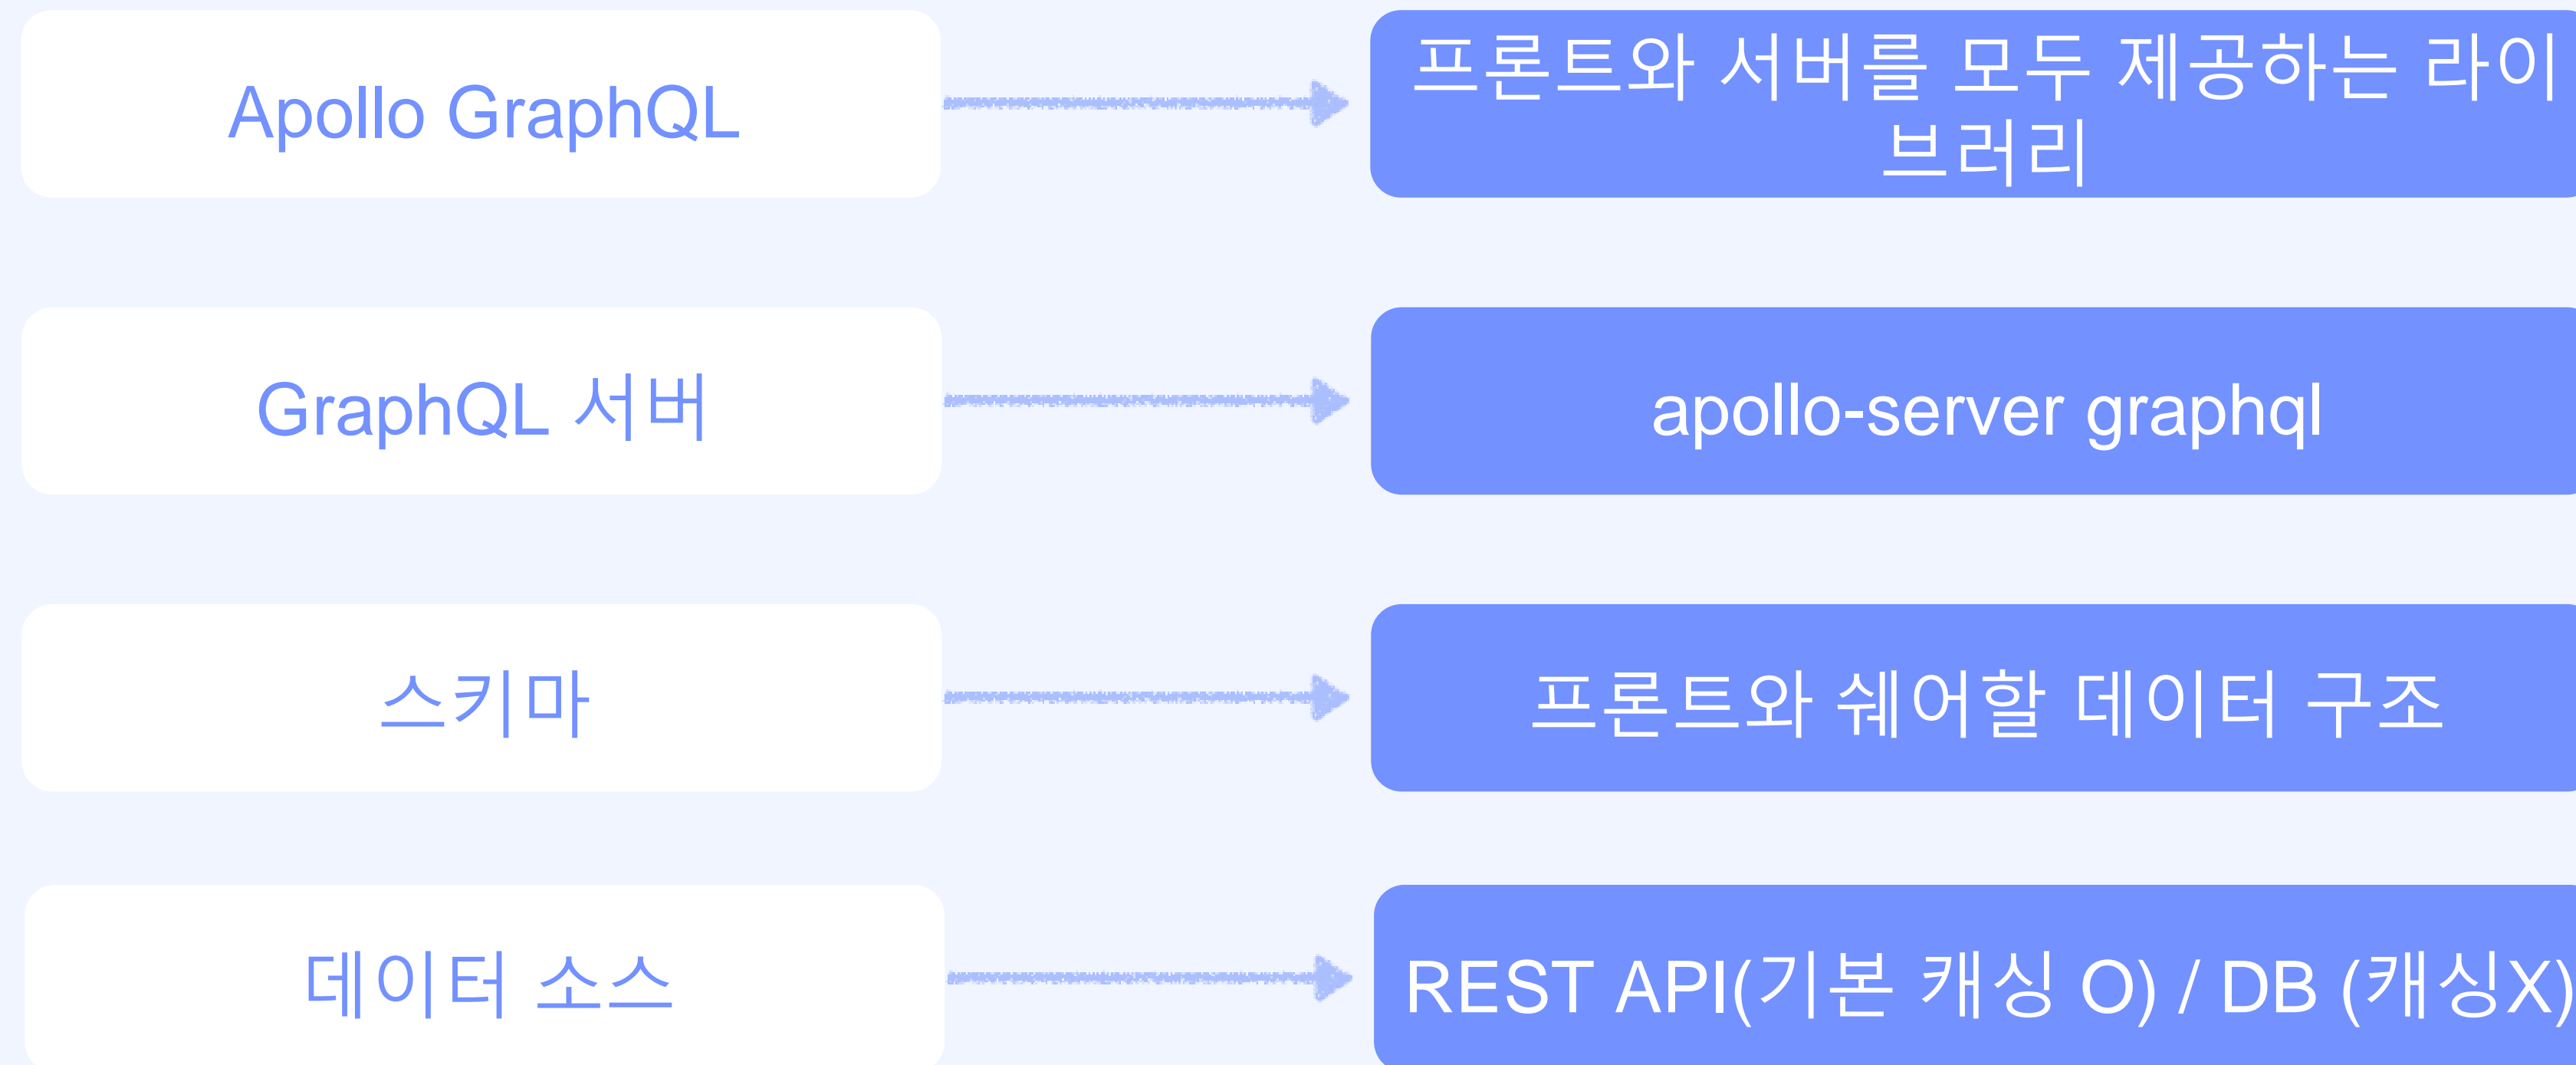 Apollo GraphQL
프론트와 서버를 모두 제공하는 라이
브러리
GraphQL 서버
apollo-server graphql
스키마
프론트와 쉐어할 데이터 구조
데이터 소스
REST API(기본 캐싱 O) / DB (캐싱X)